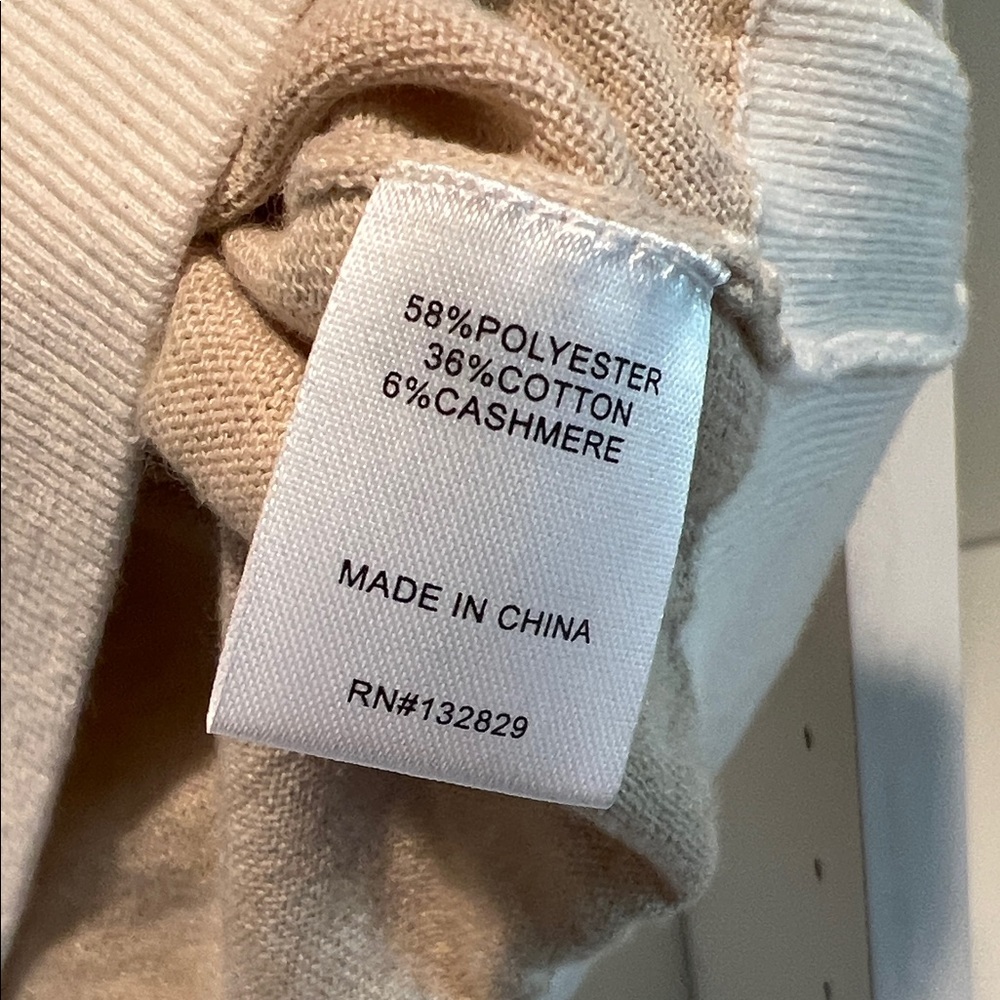 58%POLYESTER
36%COTTON
6%CASHMERE
MADE IN CHINA
RN#132829